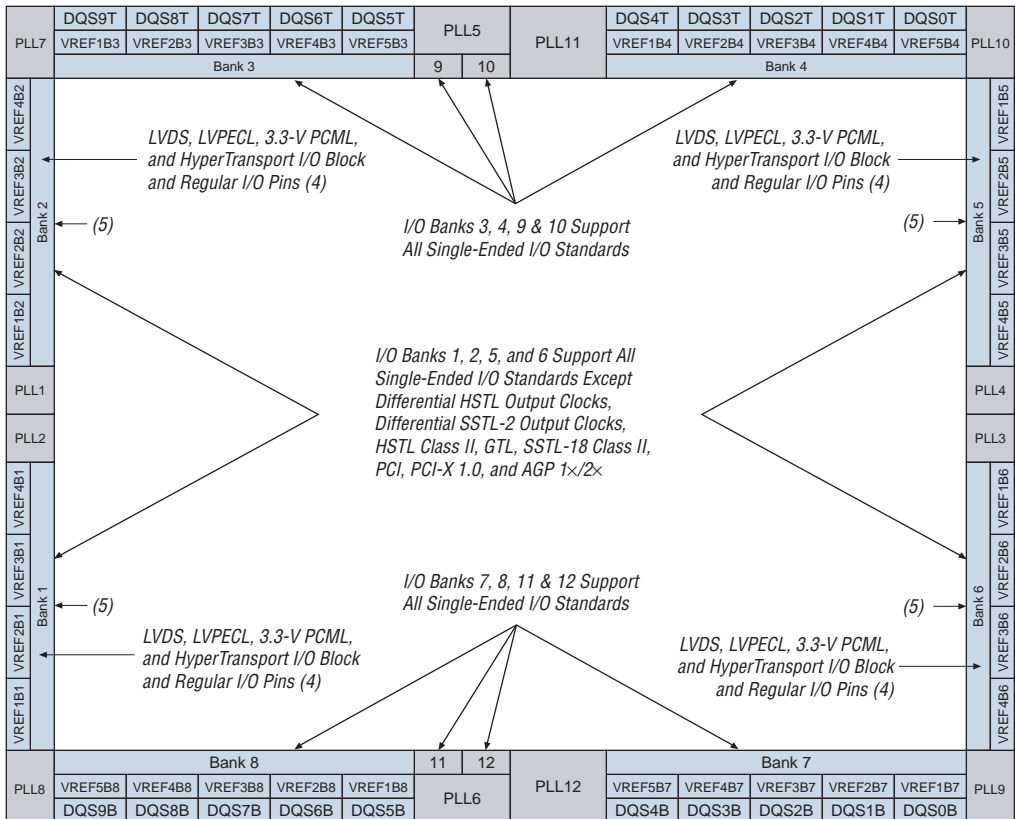 PLL7
DQS9T DQS8T DQS7T DQS6T DQS5T
VREF1B3 VREF2B3 VREF3B3 VREF4B3 VREF5B3
Bank 3
PLL5
9 10
PLL11
DQS4T DQS3T DQS2T DQS1T DQS0T
VREF1B4 VREF2B4 VREF3B4 VREF4B4 VREF5B4
Bank 4
PLL10
VREF4B2
VREF3B2
VREF2B2
VREF1B2
Bank 2
LVDS, LVPECL, 3.3-V PCML,
and HyperTransport I/O Block
and Regular I/O Pins (4)
(5)
I/O Banks 3, 4, 9 & 10 Support
All Single-Ended I/O Standards
LVDS, LVPECL, 3.3-V PCML,
and HyperTransport I/O Block
and Regular I/O Pins (4)
(5)
Bank 5
VREF1B5
VREF2B5
VREF3B5
VREF4B5
PLL1
PLL2
I/O Banks 1, 2, 5, and 6 Support All
Single-Ended I/O Standards Except
Differential HSTL Output Clocks,
Differential SSTL-2 Output Clocks,
HSTL Class II, GTL, SSTL-18 Class II,
PCI, PCI-X 1.0, and AGP 1×/2×
PLL4
PLL3
VREF4B1
VREF3B1
VREF2B1
VREF1B1
Bank 1
(5)
LVDS, LVPECL, 3.3-V PCML,
and HyperTransport I/O Block
and Regular I/O Pins (4)
I/O Banks 7, 8, 11 & 12 Support
All Single-Ended I/O Standards
(5)
LVDS, LVPECL, 3.3-V PCML,
and HyperTransport I/O Block
and Regular I/O Pins (4)
Bank 6
VREF1B6
VREF2B6
VREF3B6
VREF4B6
PLL8
Bank 8
VREF5B8 VREF4B8 VREF3B8 VREF2B8 VREF1B8
DQS9B DQS8B DQS7B DQS6B DQS5B
11 12
PLL6
PLL12
Bank 7
VREF5B7 VREF4B7 VREF3B7 VREF2B7 VREF1B7
DQS4B DQS3B DQS2B DQS1B DQS0B
PLL9